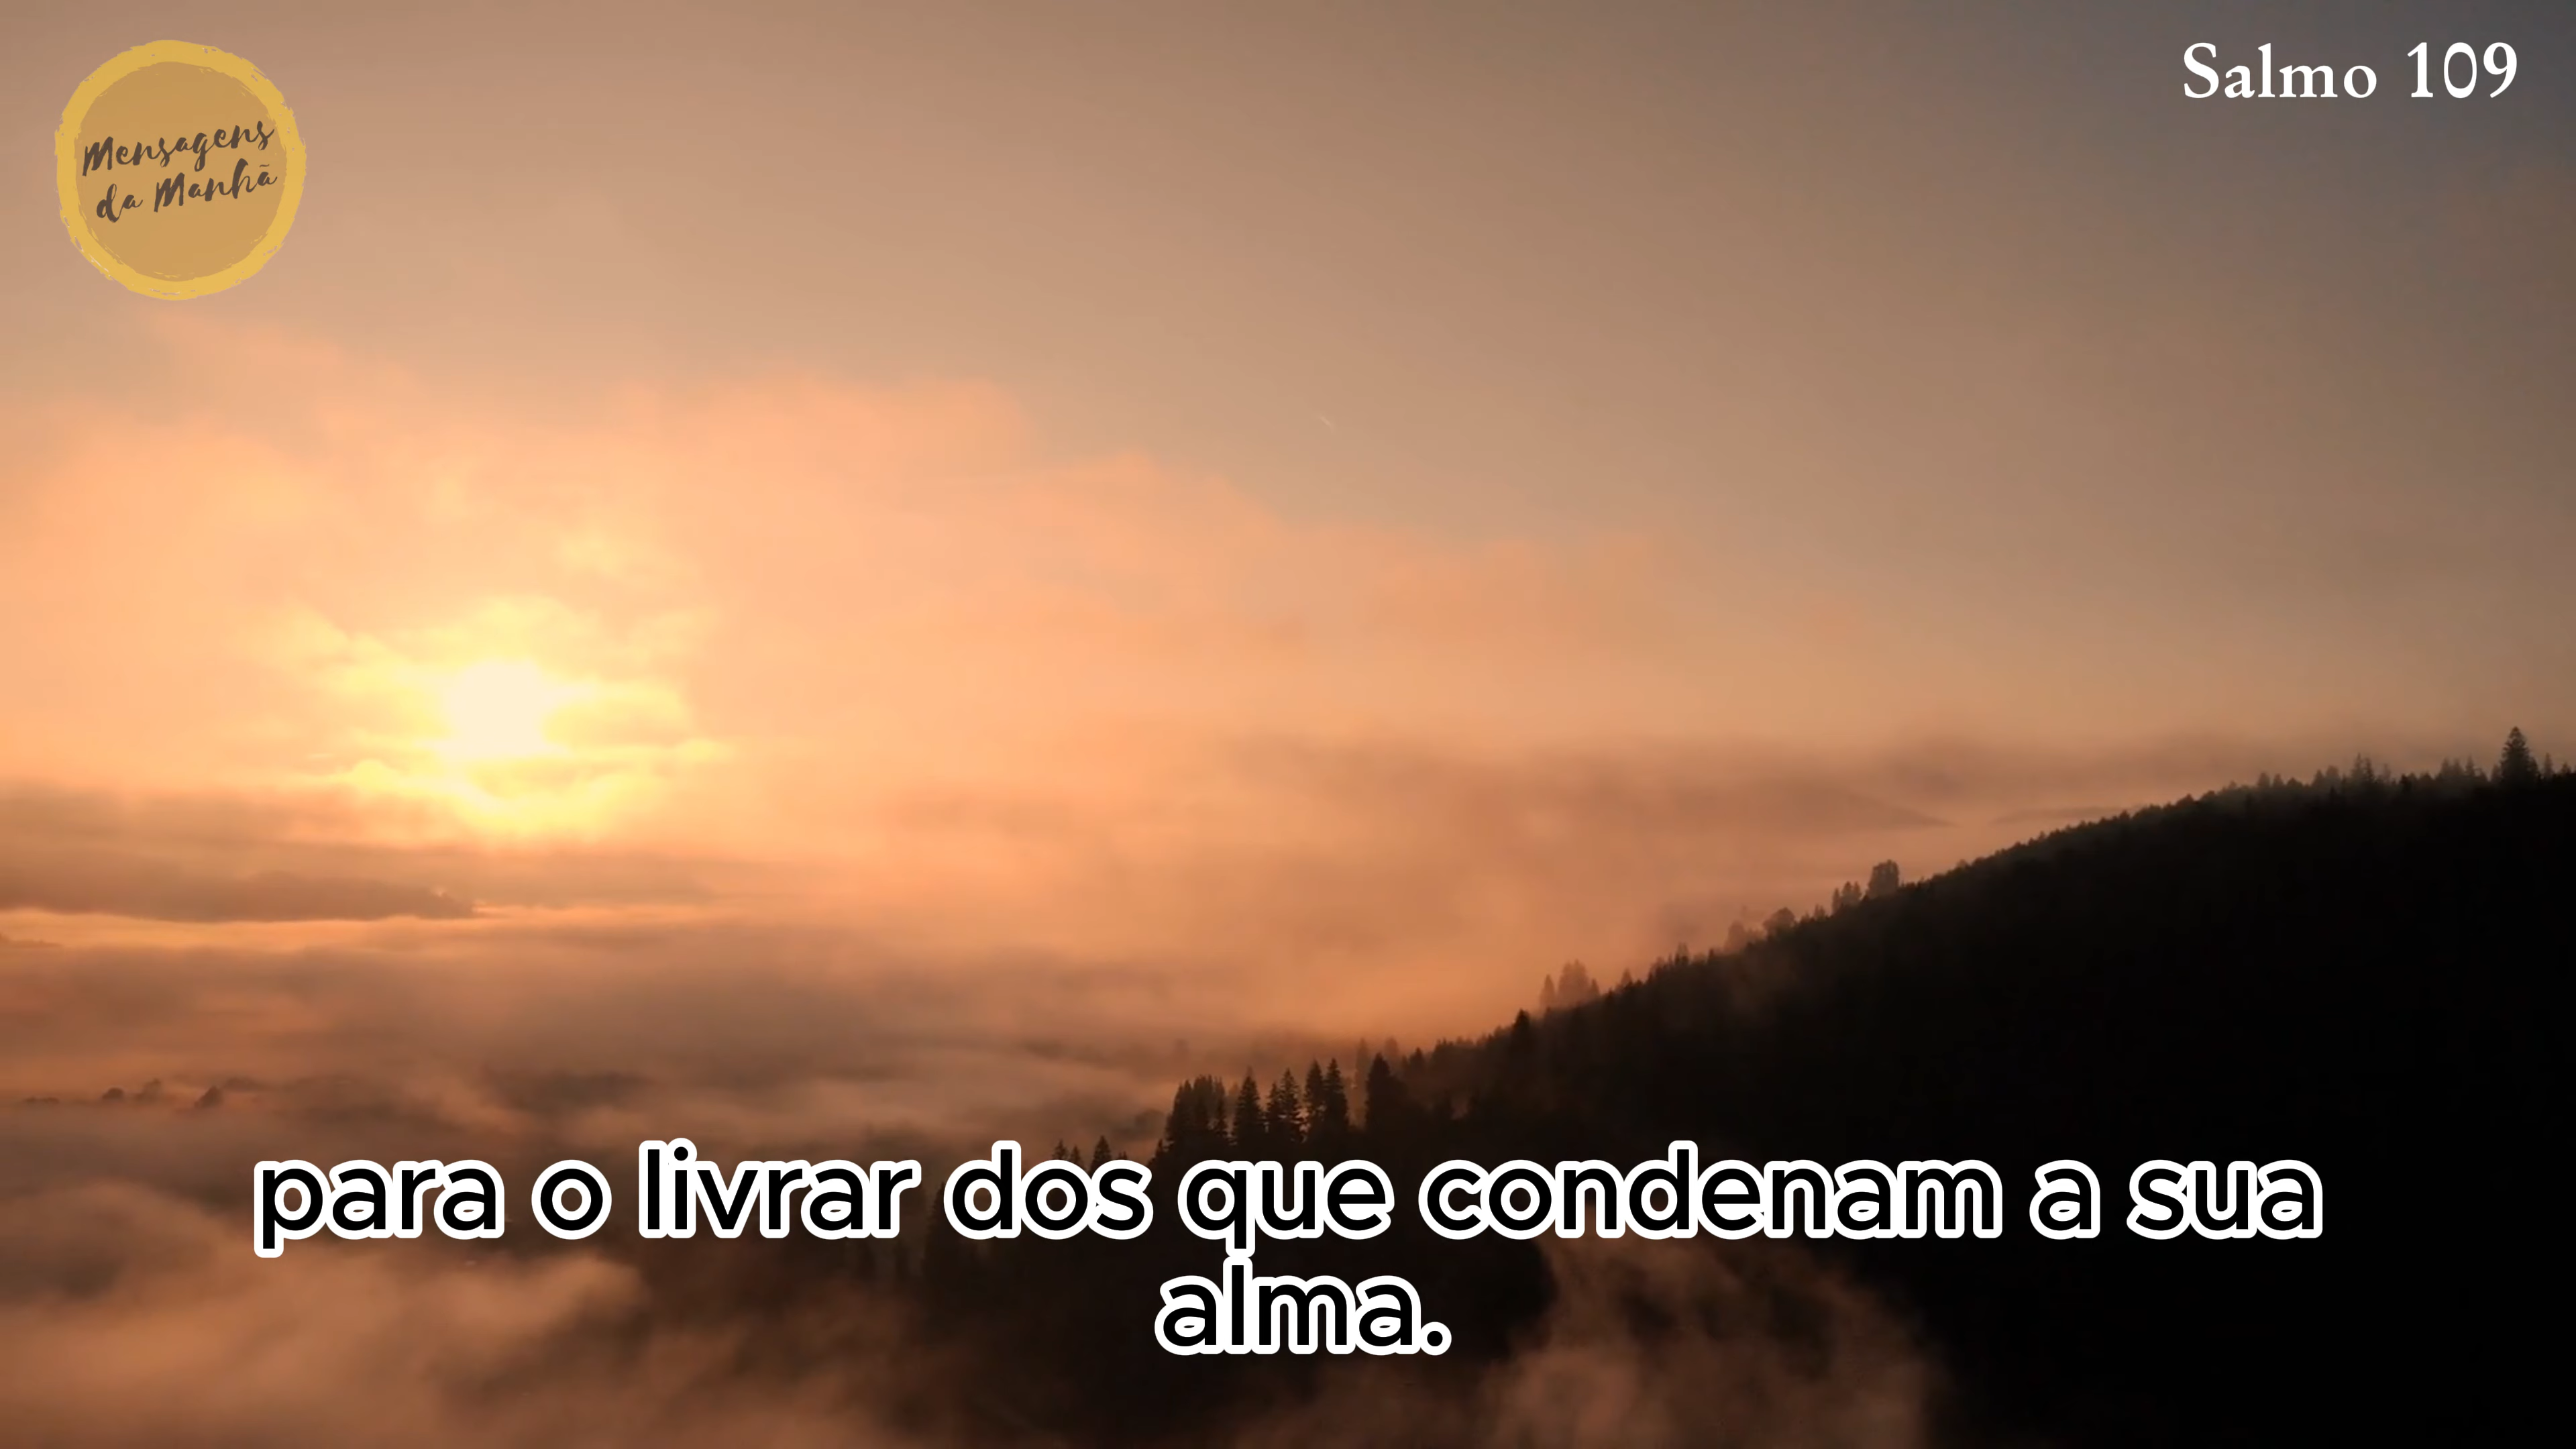 Mensagens
da Manhã
Salmo 109
para o livrar dos que condenam a sua
alma.